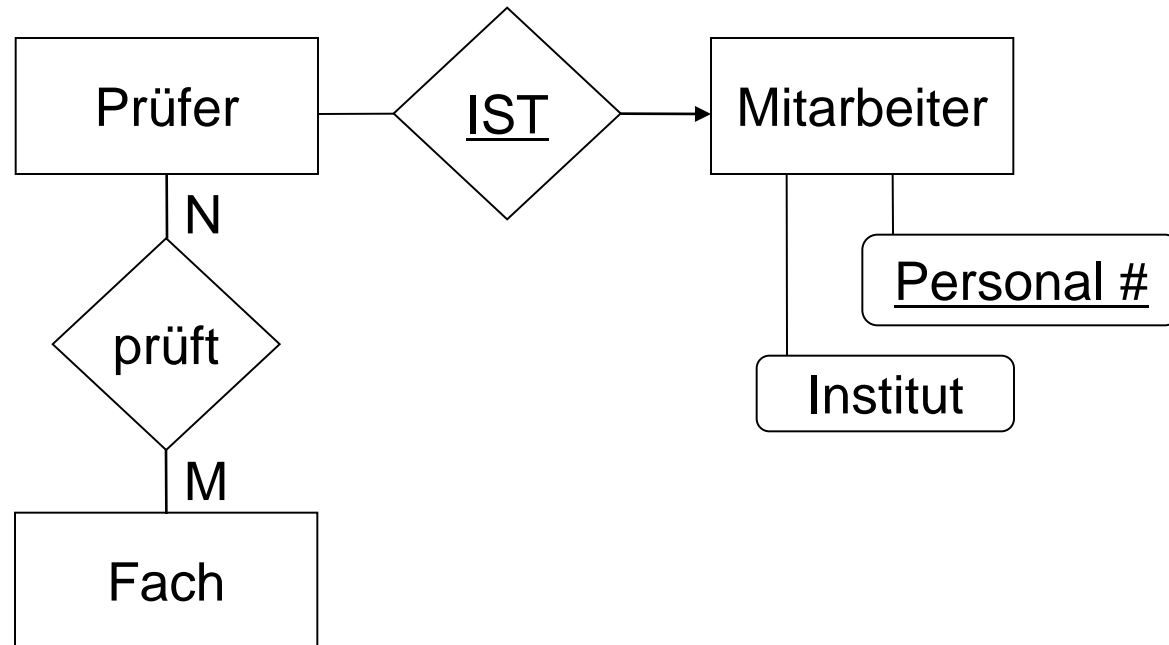 Prüfer
IST
Mitarbeiter
N
Personal #
prüft
Institut
M
Fach